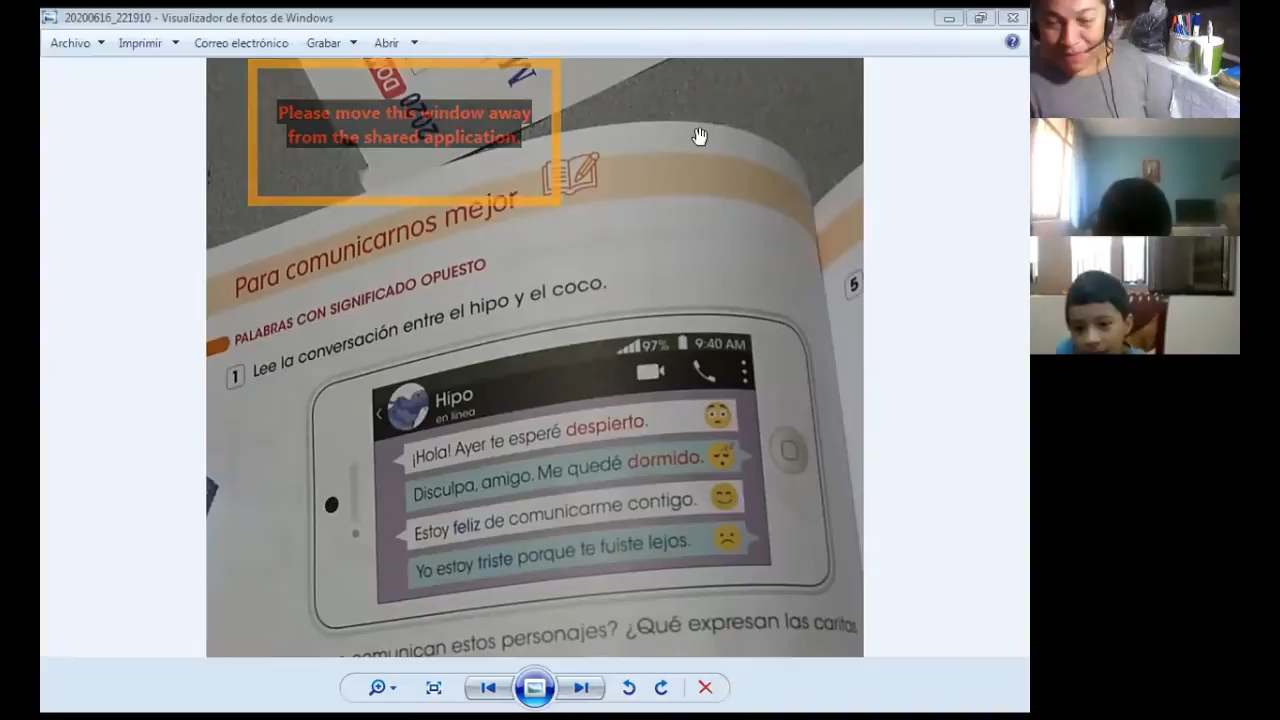 20200616_221910 - Visualizador de fotos de Windows
Archivo Imprimir Correo electrónico Grabar Abrir
DO
2020
Please move this window away
from the shared application.
Para comunicarnos mejor
PALABRAS CON SIGNIFICADO OPUESTO
1 Lee la conversación entre el hipo y el coco.
5
97% 9:40 AM
Hipo
en línea
¡Hola! Ayer te esperé despierto.
Disculpa, amigo. Me quedé dormido.
Estoy feliz de comunicarme contigo.
Yo estoy triste porque te fuiste lejos.
estos personajes? ¿Qué expresan las caritas